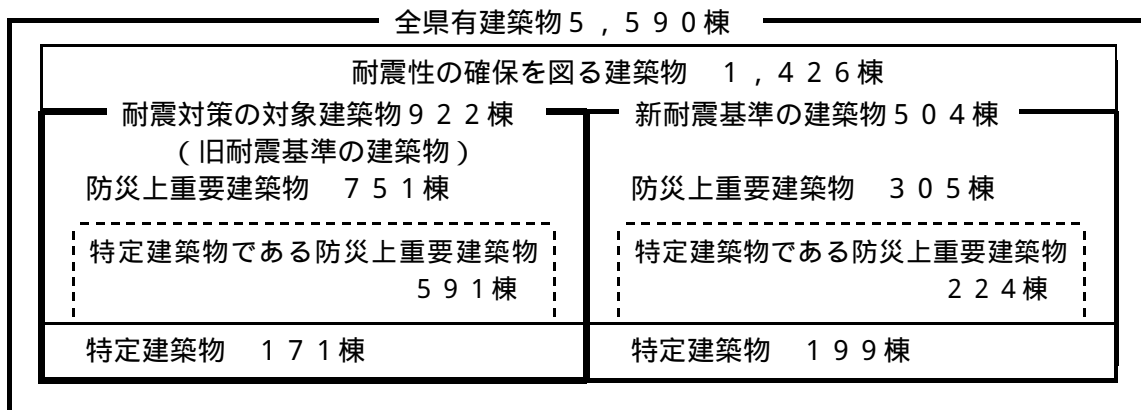 全県有建築物5,590棟
耐震性の確保を図る建築物 1,426棟
耐震対策の対象建築物922棟
(旧耐震基準の建築物)
防災上重要建築物 751棟
特定建築物である防災上重要建築物
591棟
特定建築物 171棟
新耐震基準の建築物504棟
防災上重要建築物 305棟
特定建築物である防災上重要建築物
224棟
特定建築物 199棟